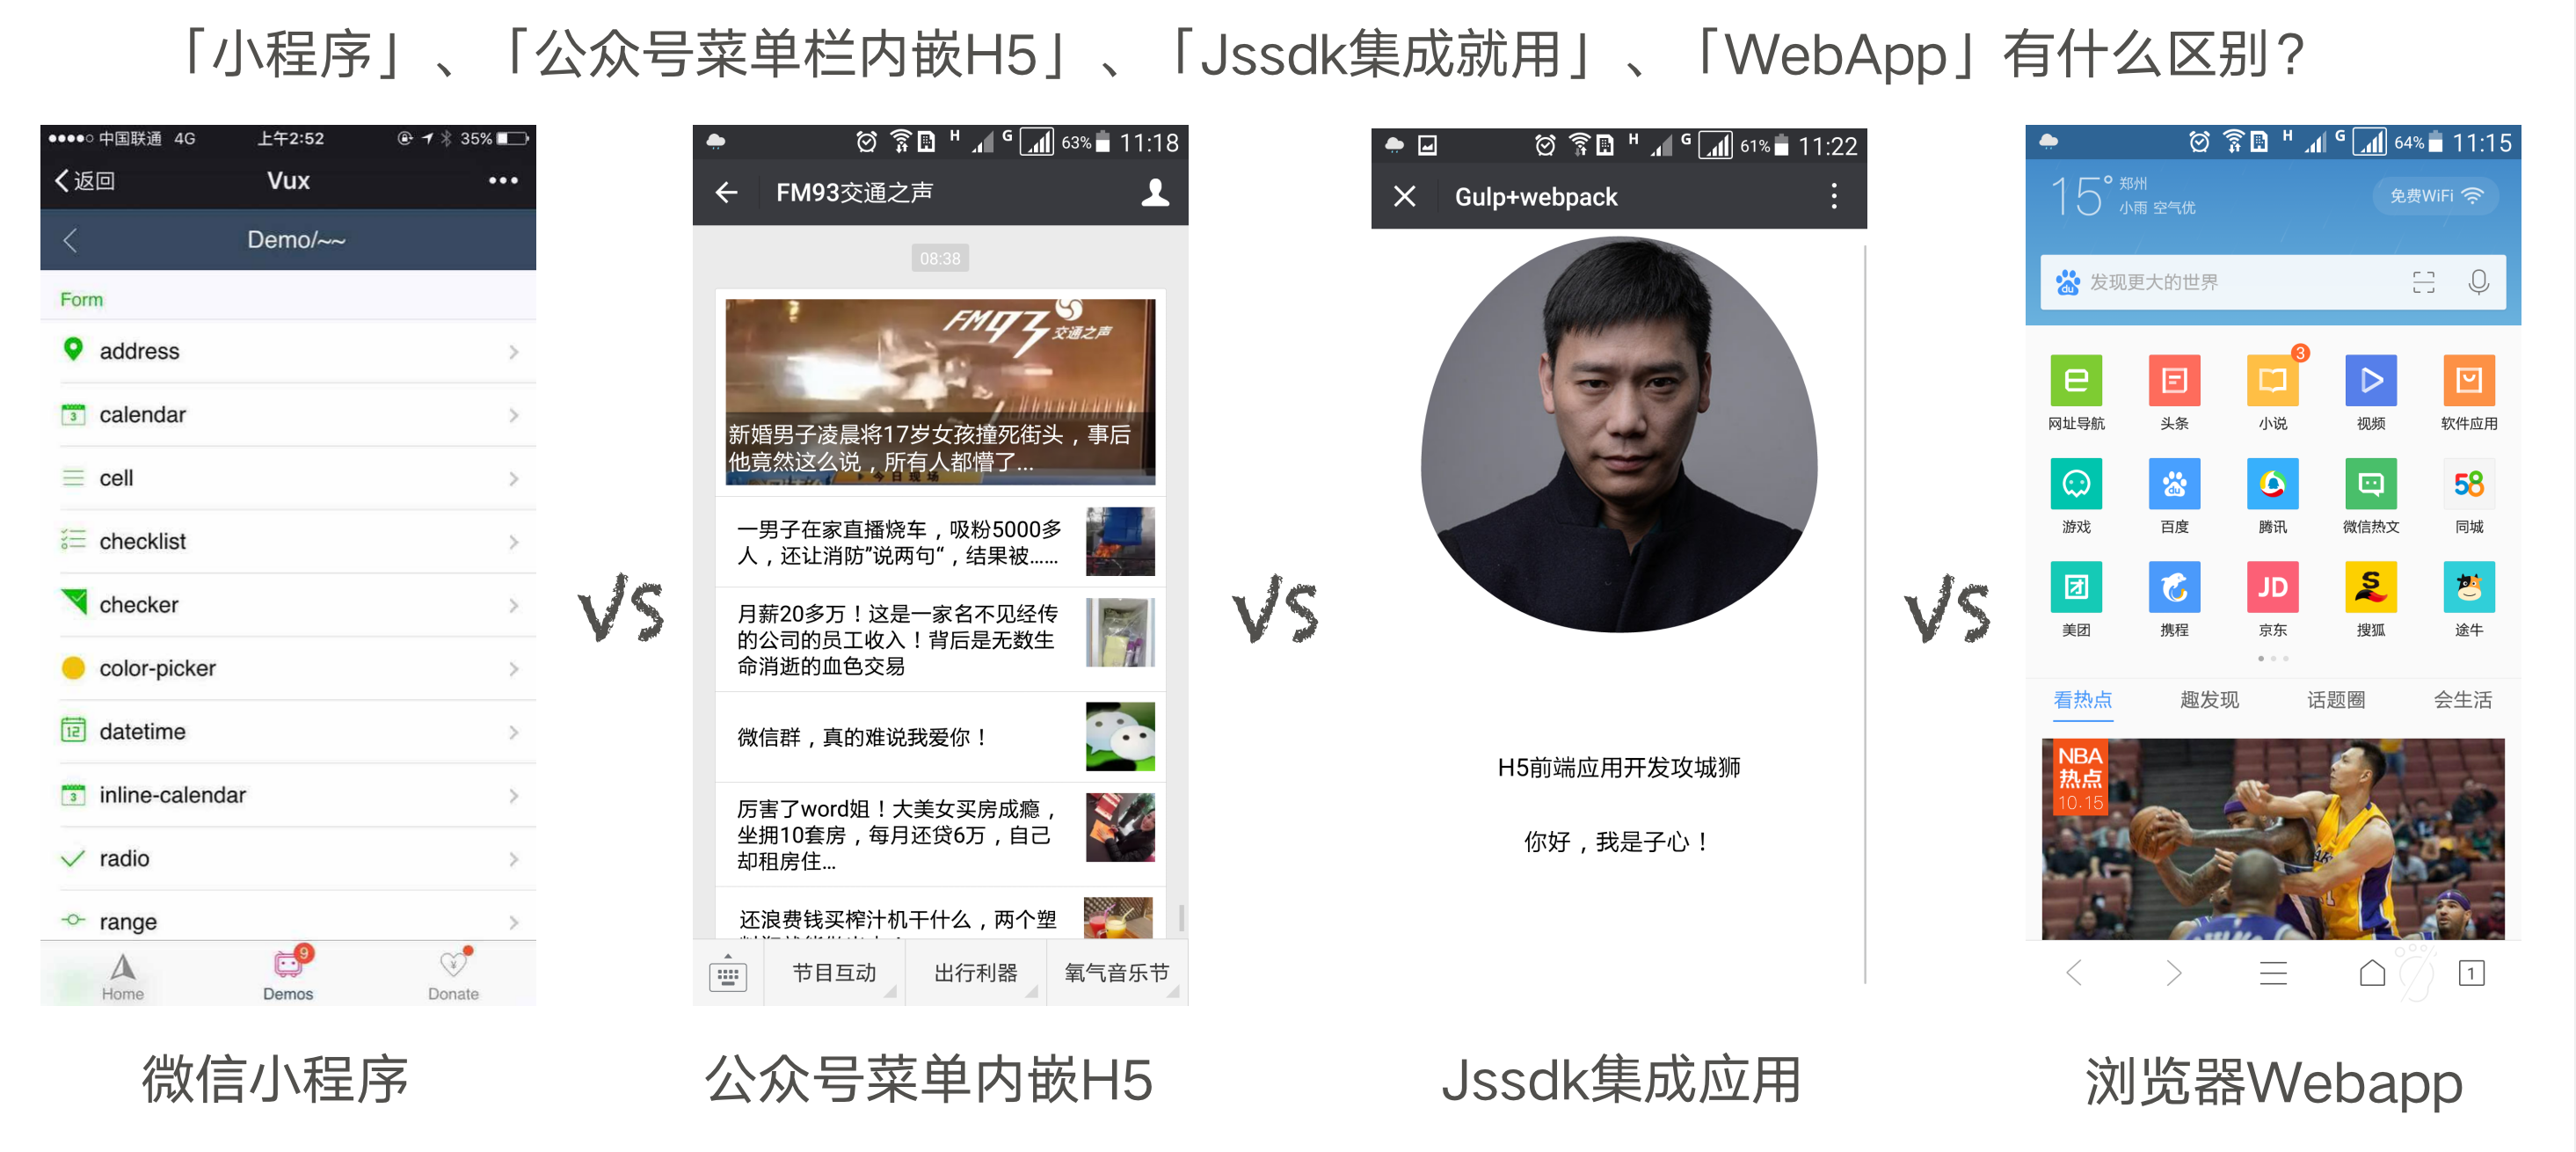 「小程序」、「公众号菜单栏内嵌H5」、「Jssdk集成就用」、「WebApp」有什么区别？
中国联通 4G 上午2:52 35%
返回 Vux
Demo/~~
Form
address
calendar
cell
checklist
checker
color-picker
datetime
inline-calendar
radio
range
9
Home Demos Donate
微信小程序
VS
H G 63% 11:18
FM93交通之声
08:38
FM93 交通之声
新婚男子凌晨将17岁女孩撞死街头，事后
他竟然这么说，所有人都懵了...
今日现场
一男子在家直播烧车，吸粉5000多
人，还让消防”说两句“，结果被……
月薪20多万！这是一家名不见经传
的公司的员工收入！背后是无数生
命消逝的血色交易
微信群，真的难说我爱你！
厉害了word姐！大美女买房成瘾，
坐拥10套房，每月还贷6万，自己
却租房住...
还浪费钱买榨汁机干什么，两个塑
节目互动 出行利器 氧气音乐节
公众号菜单内嵌H5
VS
H G 61% 11:22
Gulp+webpack
H5前端应用开发攻城狮
你好，我是子心！
Jssdk集成应用
VS
H G 64% 11:15
15° 郑州
小雨 空气优
免费WiFi
du 发现更大的世界
3
网址导航 头条 小说 视频 软件应用
du 58
游戏 百度 腾讯 微信热文 同城
团 JD S
美团 携程 京东 搜狐 途牛
看热点 趣发现 话题圈 会生活
NBA
热点
10.15
1
浏览器Webapp